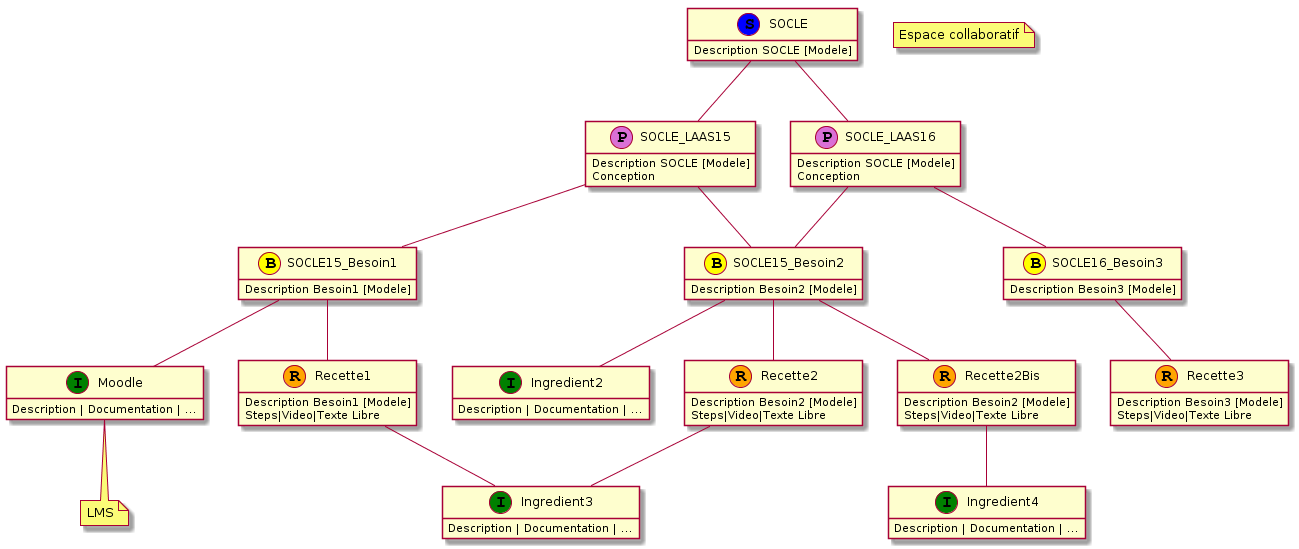 S SOCLE
Description SOCLE [Modele]
Espace collaboratif
P SOCLE_LAAS15
Description SOCLE [Modele]
Conception
P SOCLE_LAAS16
Description SOCLE [Modele]
Conception
B SOCLE15_Besoin1
Description Besoin1 [Modele]
B SOCLE15_Besoin2
Description Besoin2 [Modele]
B SOCLE16_Besoin3
Description Besoin3 [Modele]
I Moodle
Description | Documentation | ...
R Recette1
Description Besoin1 [Modele]
Steps|Video|Texte Libre
I Ingredient2
Description | Documentation | ...
R Recette2
Description Besoin2 [Modele]
Steps|Video|Texte Libre
R Recette2Bis
Description Besoin2 [Modele]
Steps|Video|Texte Libre
R Recette3
Description Besoin3 [Modele]
Steps|Video|Texte Libre
LMS
I Ingredient3
Description | Documentation | ...
I Ingredient4
Description | Documentation | ...